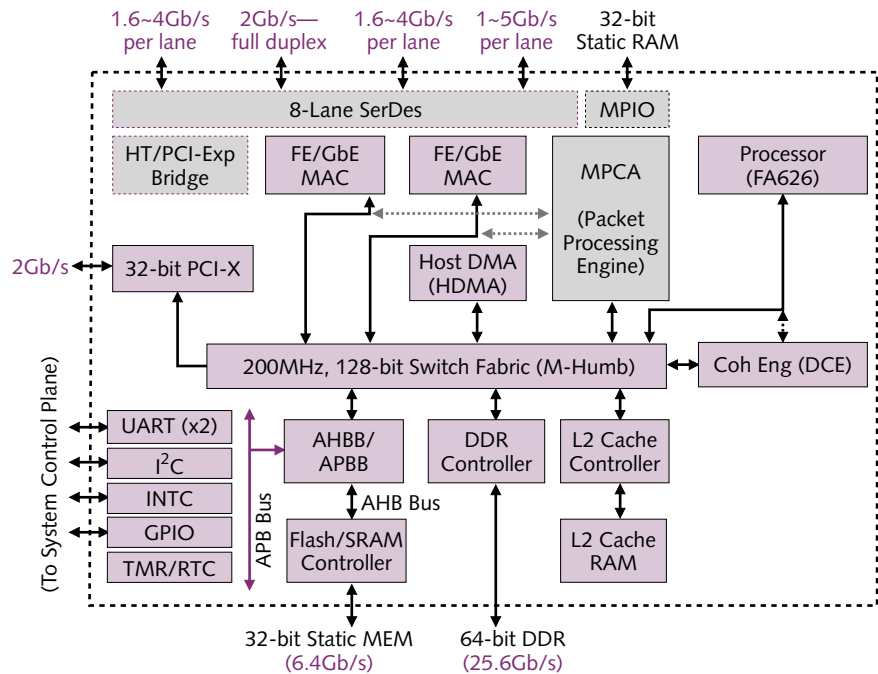 1.6~4Gb/s
per lane
2Gb/s—
full duplex
1.6~4Gb/s
per lane
1~5Gb/s
per lane
32-bit
Static RAM
8-Lane SerDes
MPIO
HT/PCI-Exp
Bridge
FE/GbE
MAC
FE/GbE
MAC
MPCA
(Packet
Processing
Engine)
Processor
(FA626)
2Gb/s
32-bit PCI-X
Host DMA
(HDMA)
200MHz, 128-bit Switch Fabric (M-Humb)
Coh Eng (DCE)
(To System Control Plane)
UART (x2)
I²C
INTC
GPIO
TMR/RTC
APB Bus
AHBB/
APBB
DDR
Controller
L2 Cache
Controller
AHB Bus
Flash/SRAM
Controller
L2 Cache
RAM
32-bit Static MEM
(6.4Gb/s)
64-bit DDR
(25.6Gb/s)